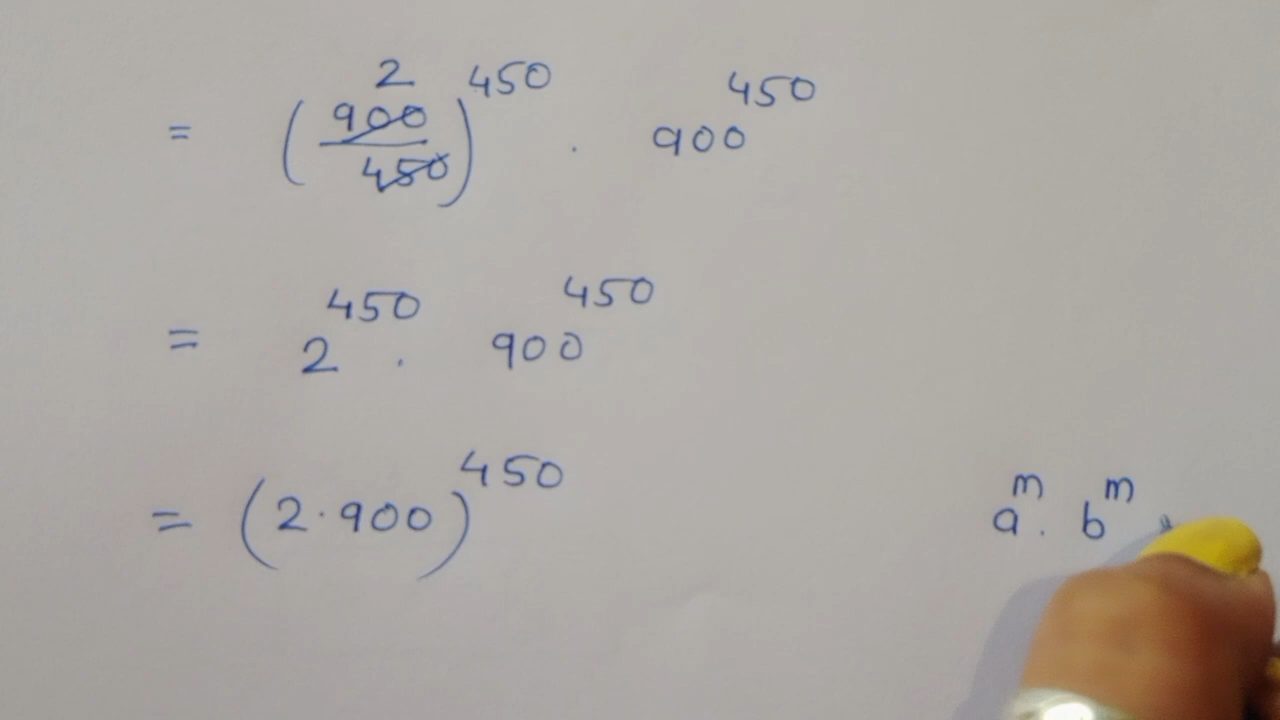 2
= (900/450)^450 . 900^450
= 2^450 . 900^450
= (2·900)^450
a^m . b^m